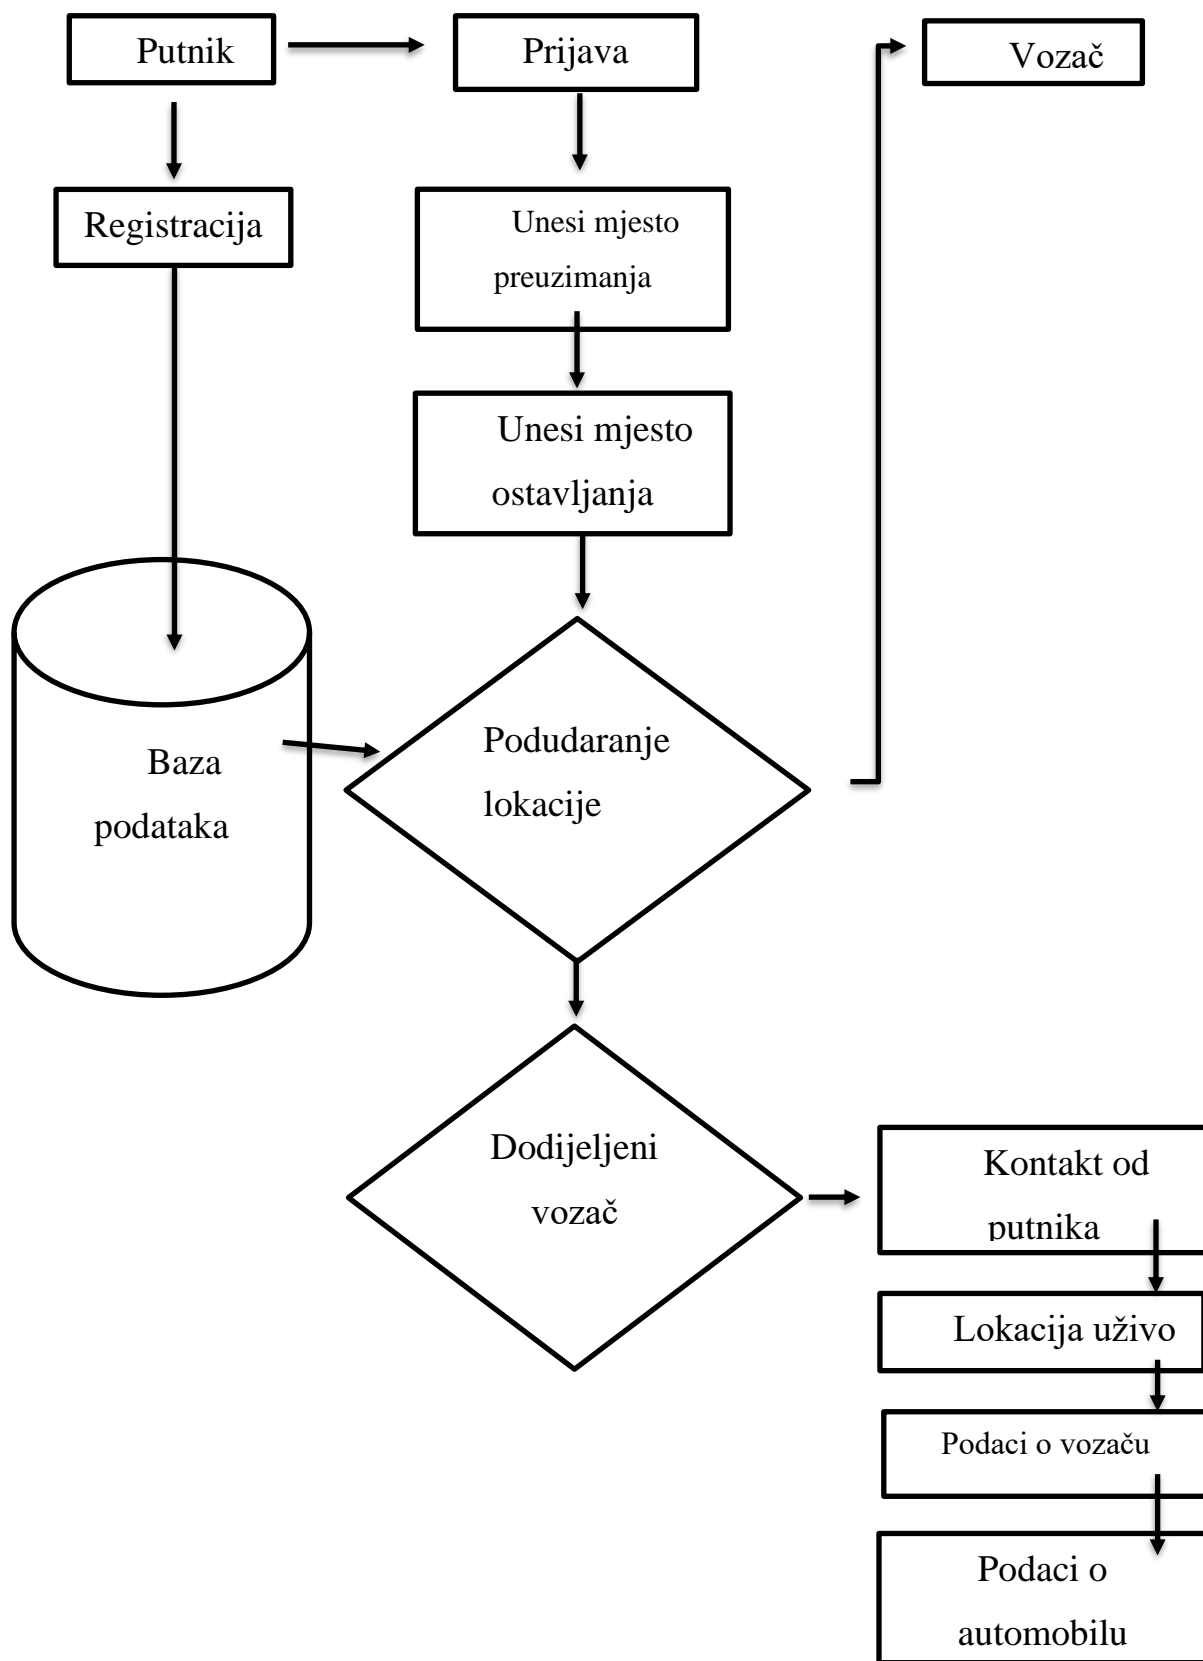 Putnik
Prijava
Vozač
Registracija
Unesi mjesto
preuzimanja
Unesi mjesto
ostavljanja
Baza
podataka
Podudaranje
lokacije
Dodijeljeni
vozač
Kontakt od
putnika
Lokacija uživo
Podaci o vozaču
Podaci o
automobilu